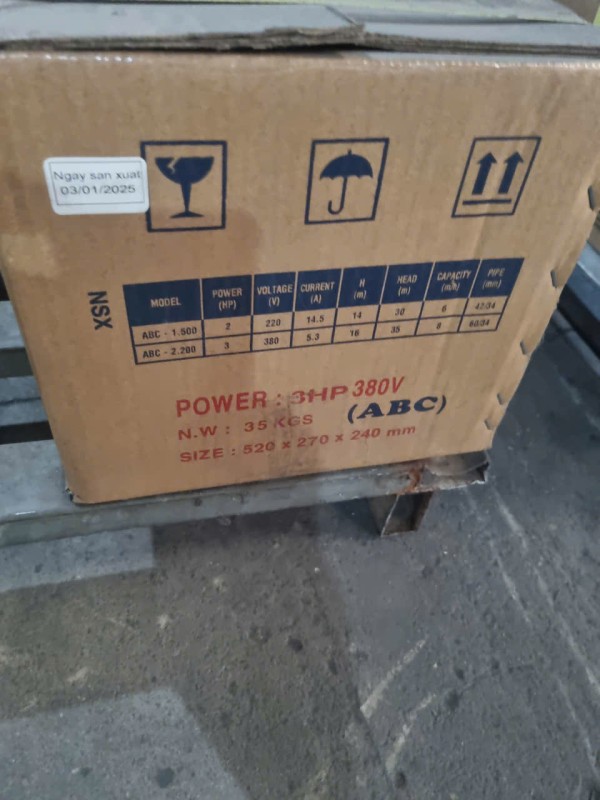 Ngay san xuat
03/01/2025
NSX
MODEL POWER (HP) VOLTAGE (V) CURRENT (A) H (m) HEAD (m) CAPACITY (m³/h) PIPE (mm)
ABC - 1.500 2 220 14.5 14 30 6 42/34
ABC - 2.200 3 380 5.3 16 35 8 60/34
POWER : 3HP 380V
N.W : 35 KGS (ABC)
SIZE : 520 x 270 x 240 mm